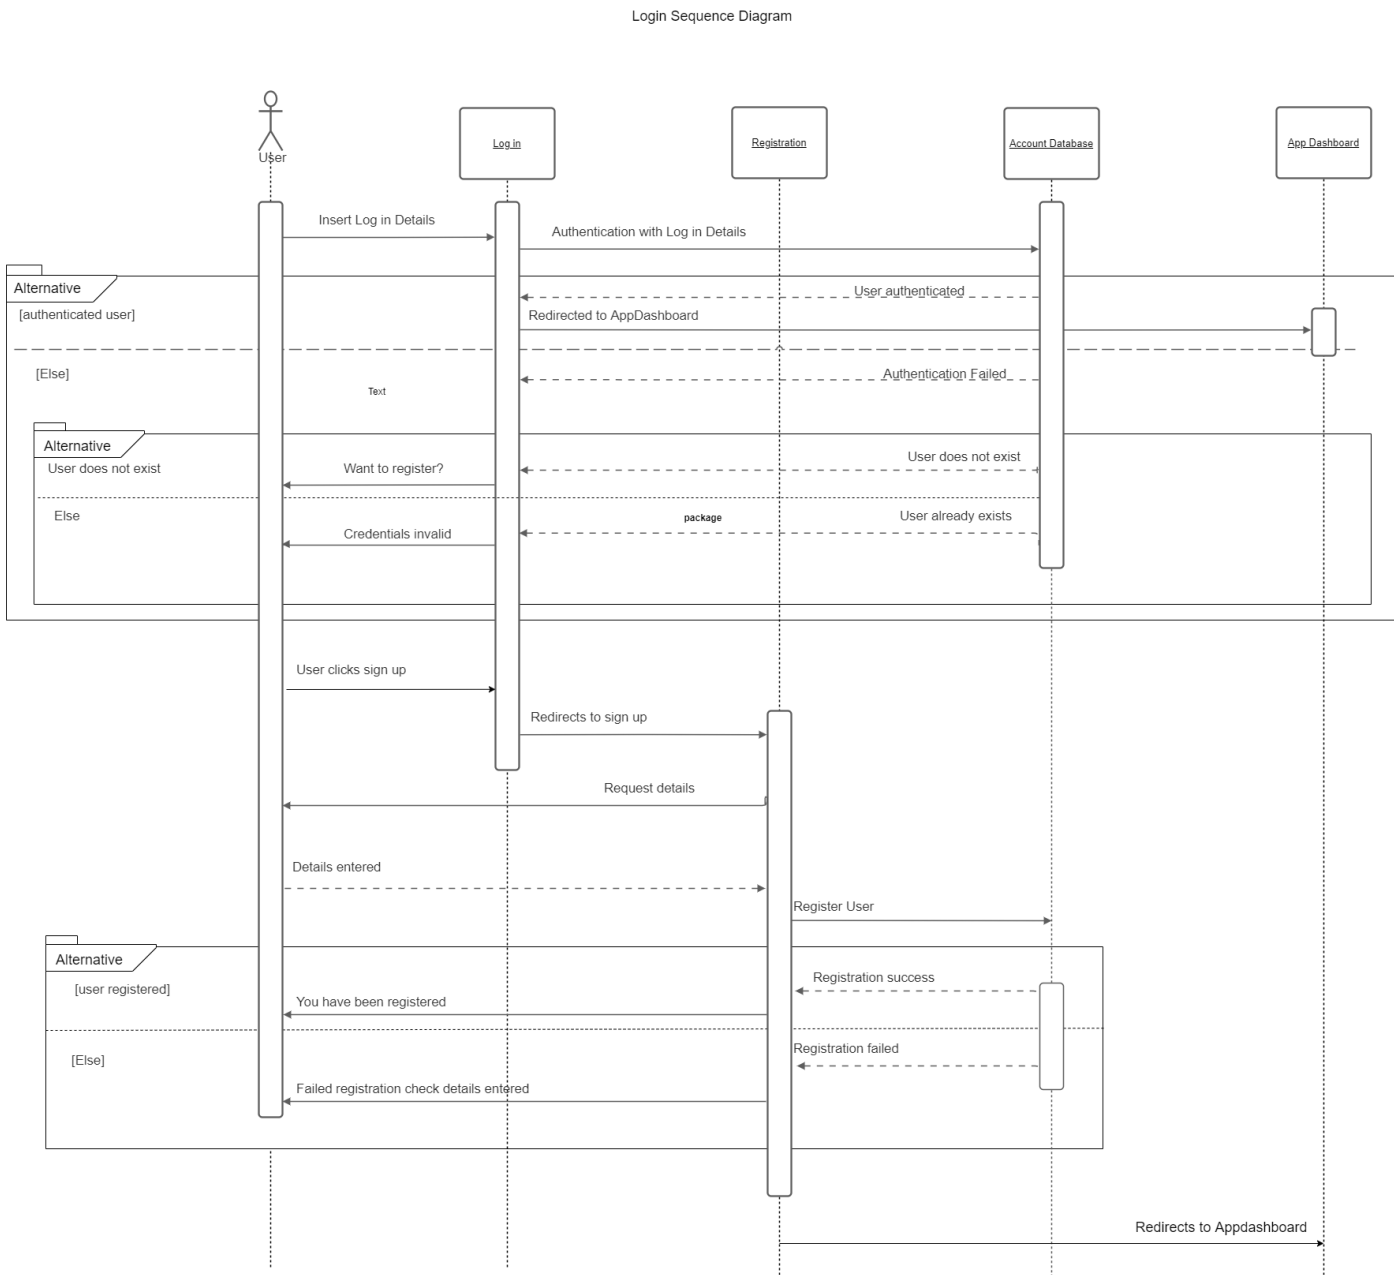 Login Sequence Diagram
User
Log in
Registration
Account Database
App Dashboard
Insert Log in Details
Authentication with Log in Details
Alternative
User authenticated
[authenticated user]
Redirected to AppDashboard
[Else]
Authentication Failed
Text
Alternative
User does not exist
Want to register?
User does not exist
Else
package
User already exists
Credentials invalid
User clicks sign up
Redirects to sign up
Request details
Details entered
Register User
Alternative
Registration success
[user registered]
You have been registered
Registration failed
[Else]
Failed registration check details entered
Redirects to Appdashboard